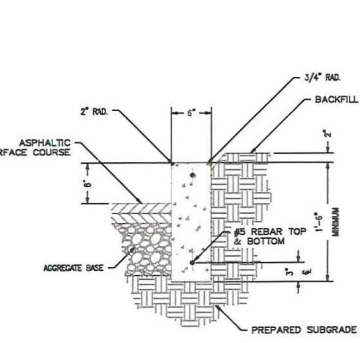 3/4" RAD.
2" RAD.
6"
BACKFILL
2"
ASPHALTIC
RFACE COURSE
6"
#5 REBAR TOP
& BOTTOM
1'-6"
MINIMUM
AGGREGATE BASE
3"
℄
PREPARED SUBGRADE